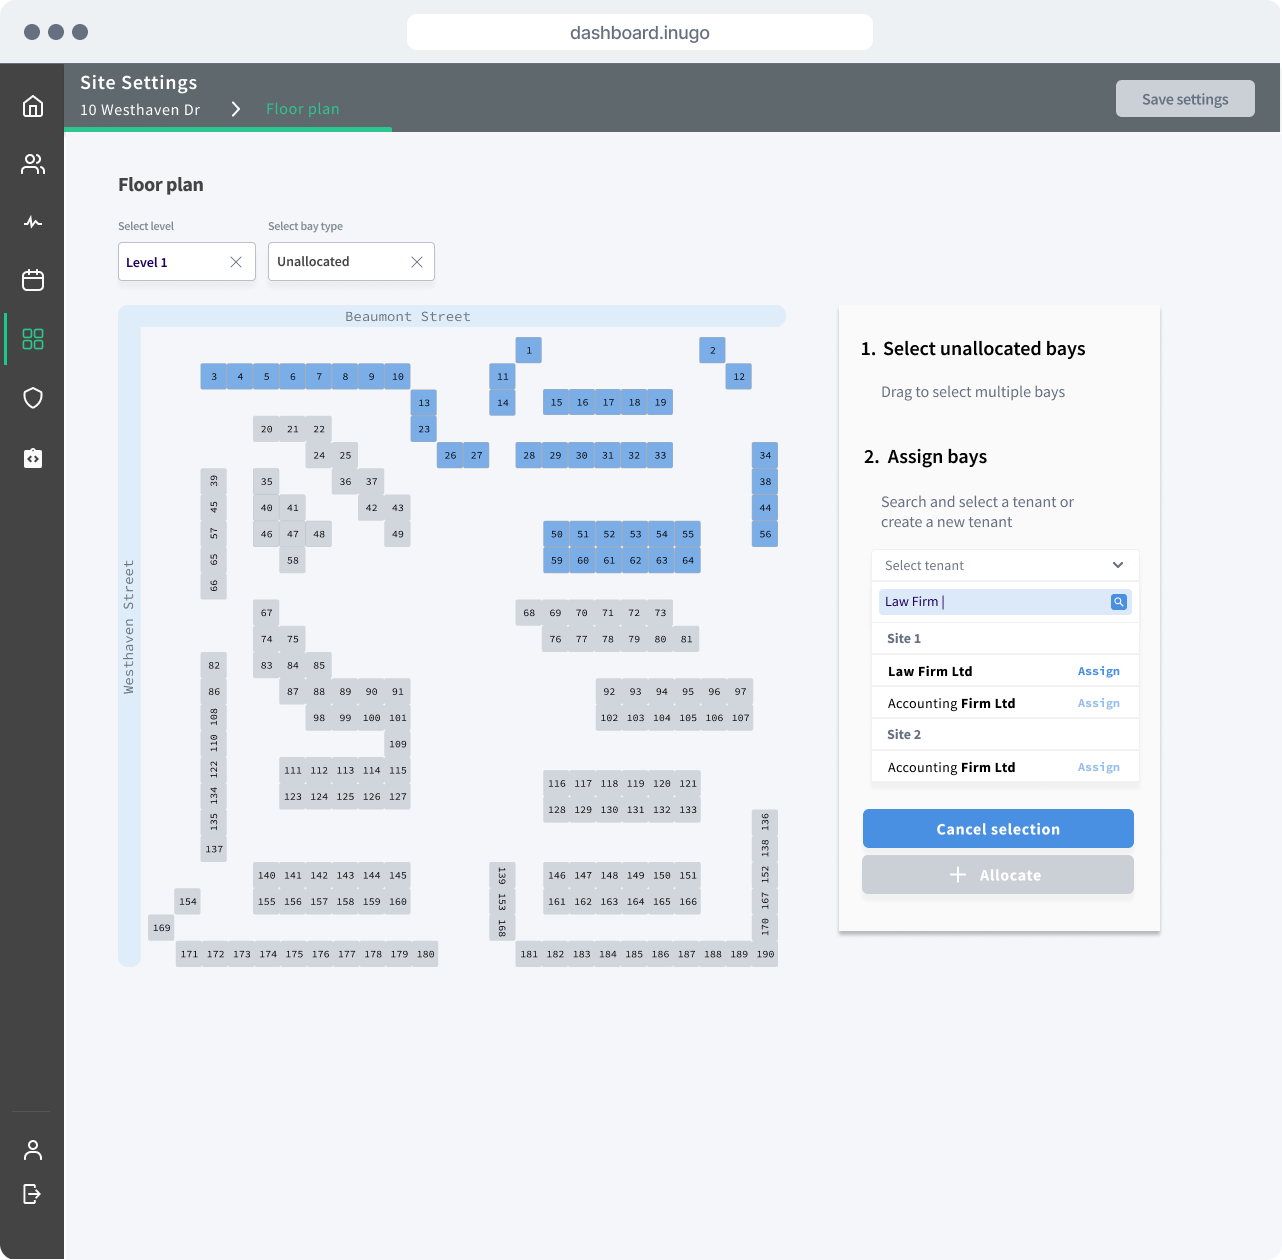 dashboard.inugo
Site Settings
10 Westhaven Dr
Floor plan
Save settings
Floor plan
Select level
Select bay type
Level 1
Unallocated
Beaumont Street
Westhaven Street
1 2
3 4 5 6 7 8 9 10 11 12
13 14 15 16 17 18 19
20 21 22 23
24 25 26 27 28 29 30 31 32 33 34
39 35 36 37 38
45 40 41 42 43 44
57 46 47 48 49 50 51 52 53 54 55 56
65 58 59 60 61 62 63 64
66
67 68 69 70 71 72 73
74 75 76 77 78 79 80 81
82 83 84 85
86 87 88 89 90 91 92 93 94 95 96 97
108 98 99 100 101 102 103 104 105 106 107
110 109
122 111 112 113 114 115 116 117 118 119 120 121
134 123 124 125 126 127 128 129 130 131 132 133
135 136
137 138
140 141 142 143 144 145 139 146 147 148 149 150 151 152
154 155 156 157 158 159 160 153 161 162 163 164 165 166 167
169 168 170
171 172 173 174 175 176 177 178 179 180 181 182 183 184 185 186 187 188 189 190
1. Select unallocated bays
Drag to select multiple bays
2. Assign bays
Search and select a tenant or
create a new tenant
Select tenant
Law Firm |
Site 1
Law Firm Ltd Assign
Accounting Firm Ltd Assign
Site 2
Accounting Firm Ltd Assign
Cancel selection
Allocate